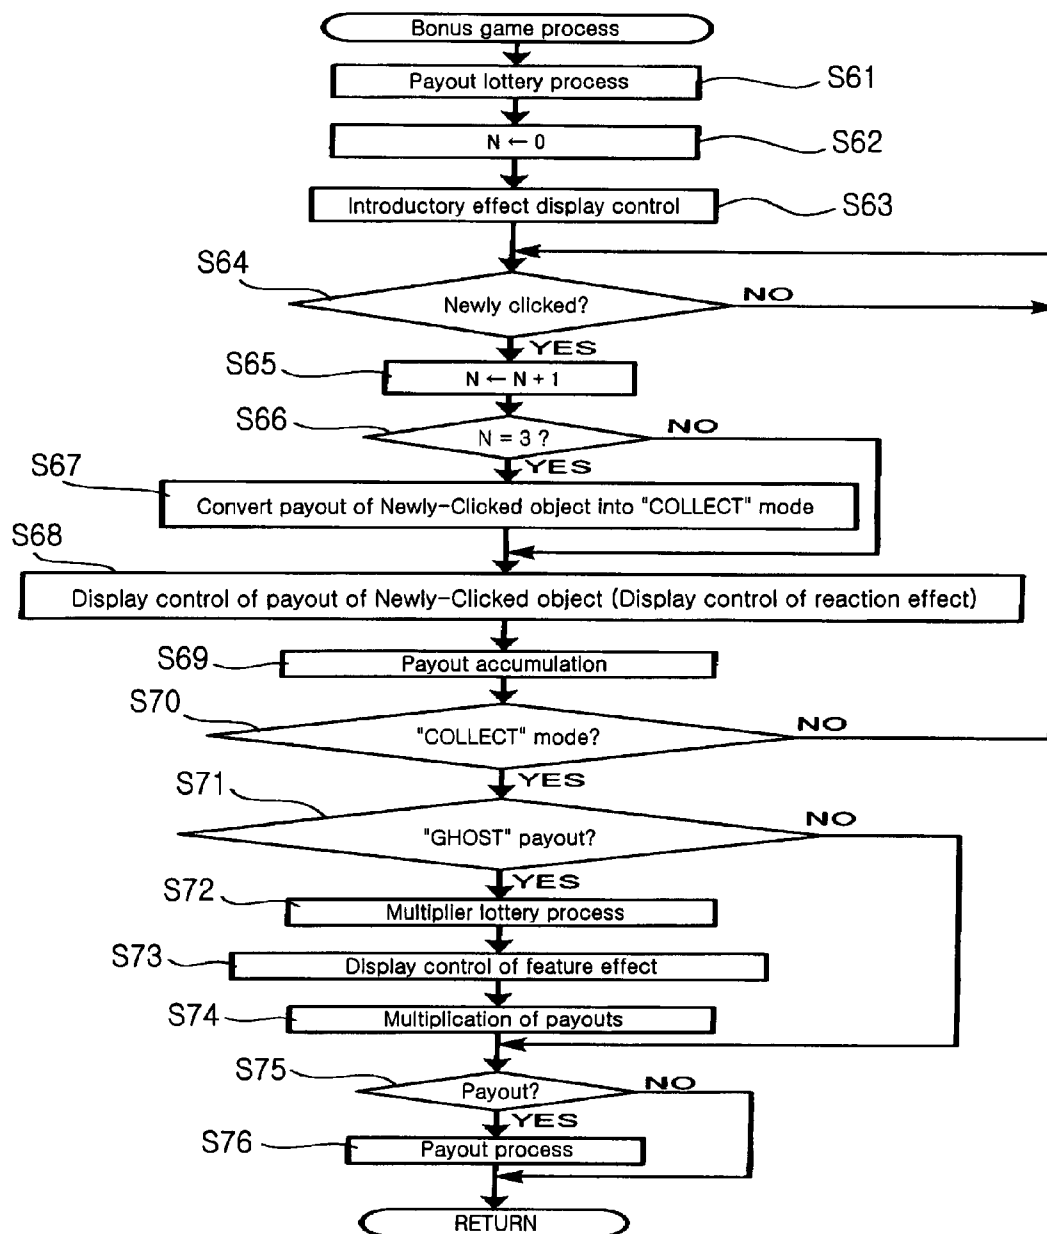 Bonus game process
Payout lottery process
S61
N ← 0
S62
Introductory effect display control
S63
S64
Newly clicked?
NO
YES
S65
N ← N + 1
S66
N = 3 ?
NO
YES
S67
Convert payout of Newly-Clicked object into "COLLECT" mode
S68
Display control of payout of Newly-Clicked object (Display control of reaction effect)
S69
Payout accumulation
S70
"COLLECT" mode?
NO
YES
S71
"GHOST" payout?
NO
YES
S72
Multiplier lottery process
S73
Display control of feature effect
S74
Multiplication of payouts
S75
Payout?
NO
YES
S76
Payout process
RETURN